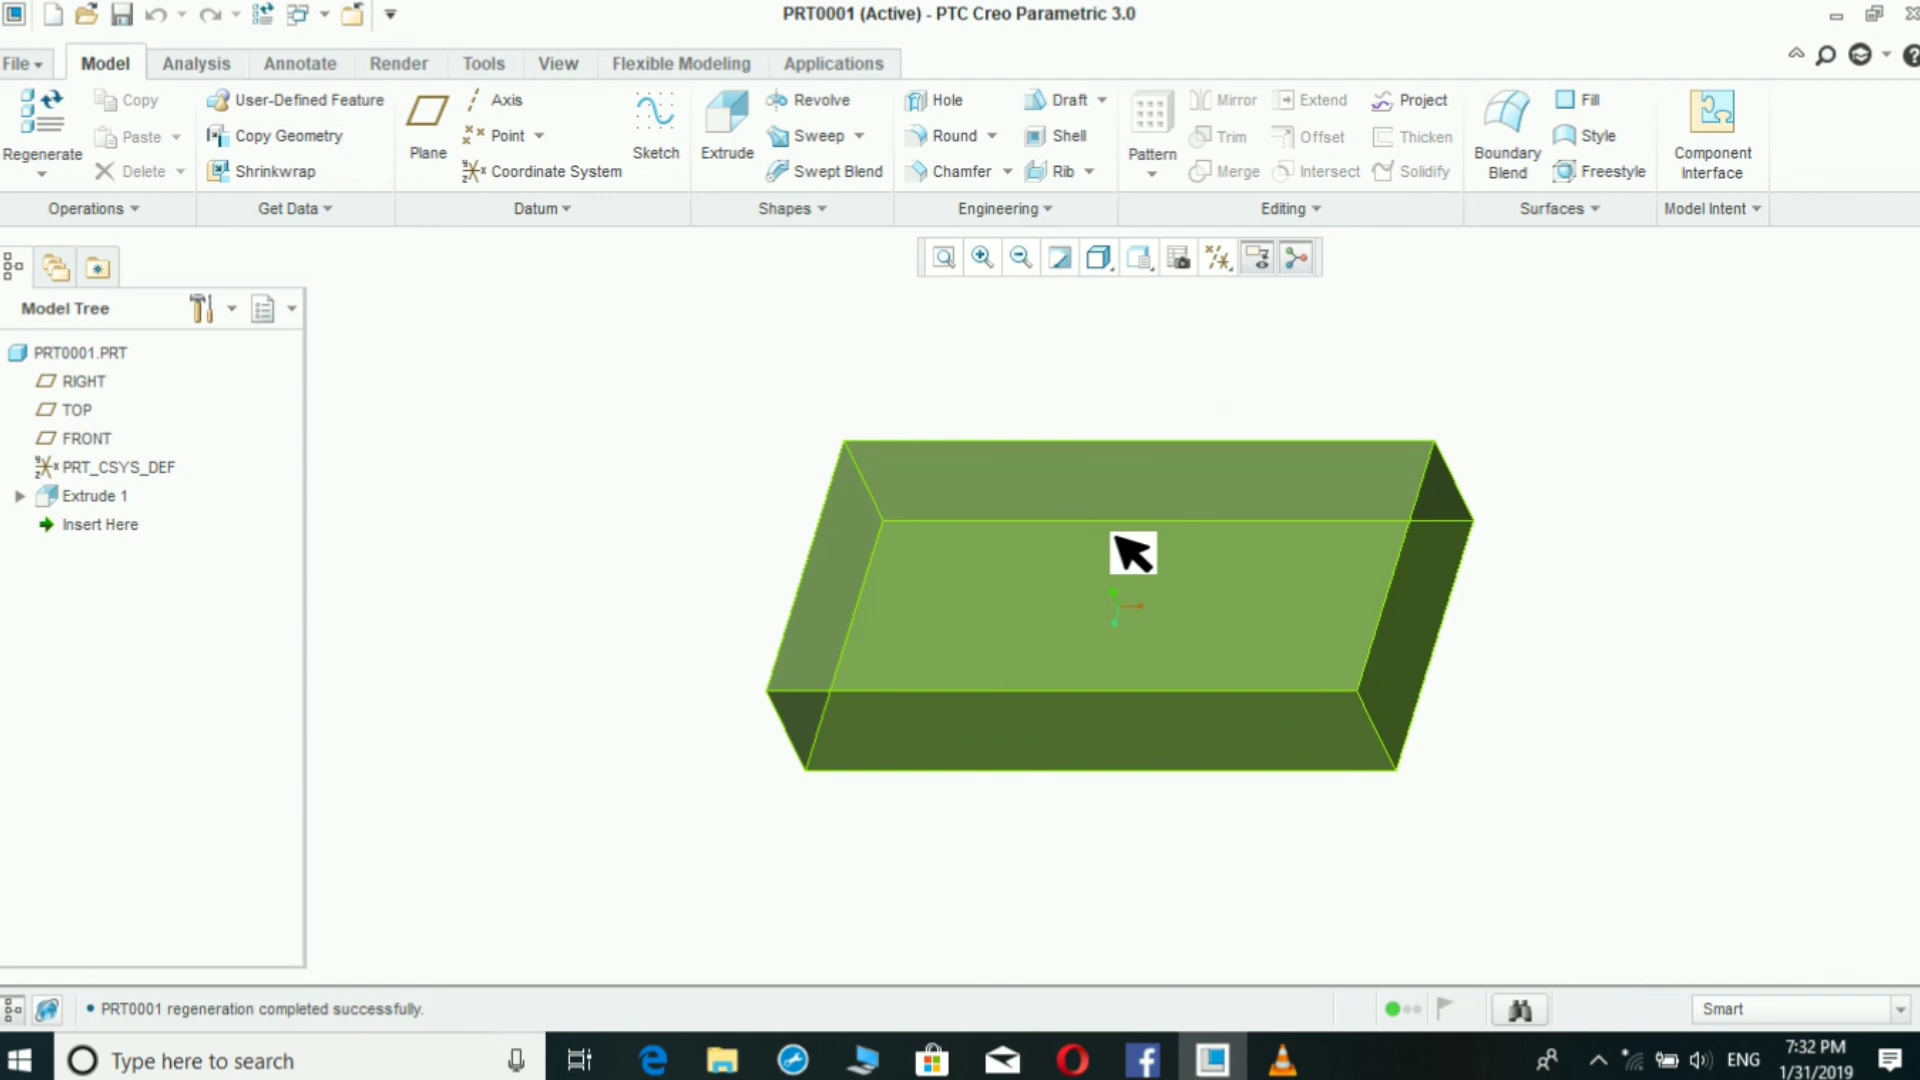 PRT0001 (Active) - PTC Creo Parametric 3.0
File Model Analysis Annotate Render Tools View Flexible Modeling Applications
Regenerate Copy Paste Delete
User-Defined Feature
Copy Geometry
Shrinkwrap
Plane Axis Point Coordinate System Sketch
Extrude Revolve Sweep Swept Blend
Hole Draft
Round Shell
Chamfer Rib
Pattern Mirror Extend Project
Trim Offset Thicken
Merge Intersect Solidify
Boundary Blend Fill Style Freestyle
Component Interface
Operations Get Data Datum Shapes Engineering Editing Surfaces Model Intent
Model Tree
PRT0001.PRT
RIGHT
TOP
FRONT
PRT_CSYS_DEF
Extrude 1
Insert Here
• PRT0001 regeneration completed successfully.
Smart
Type here to search
ENG
7:32 PM
1/31/2019